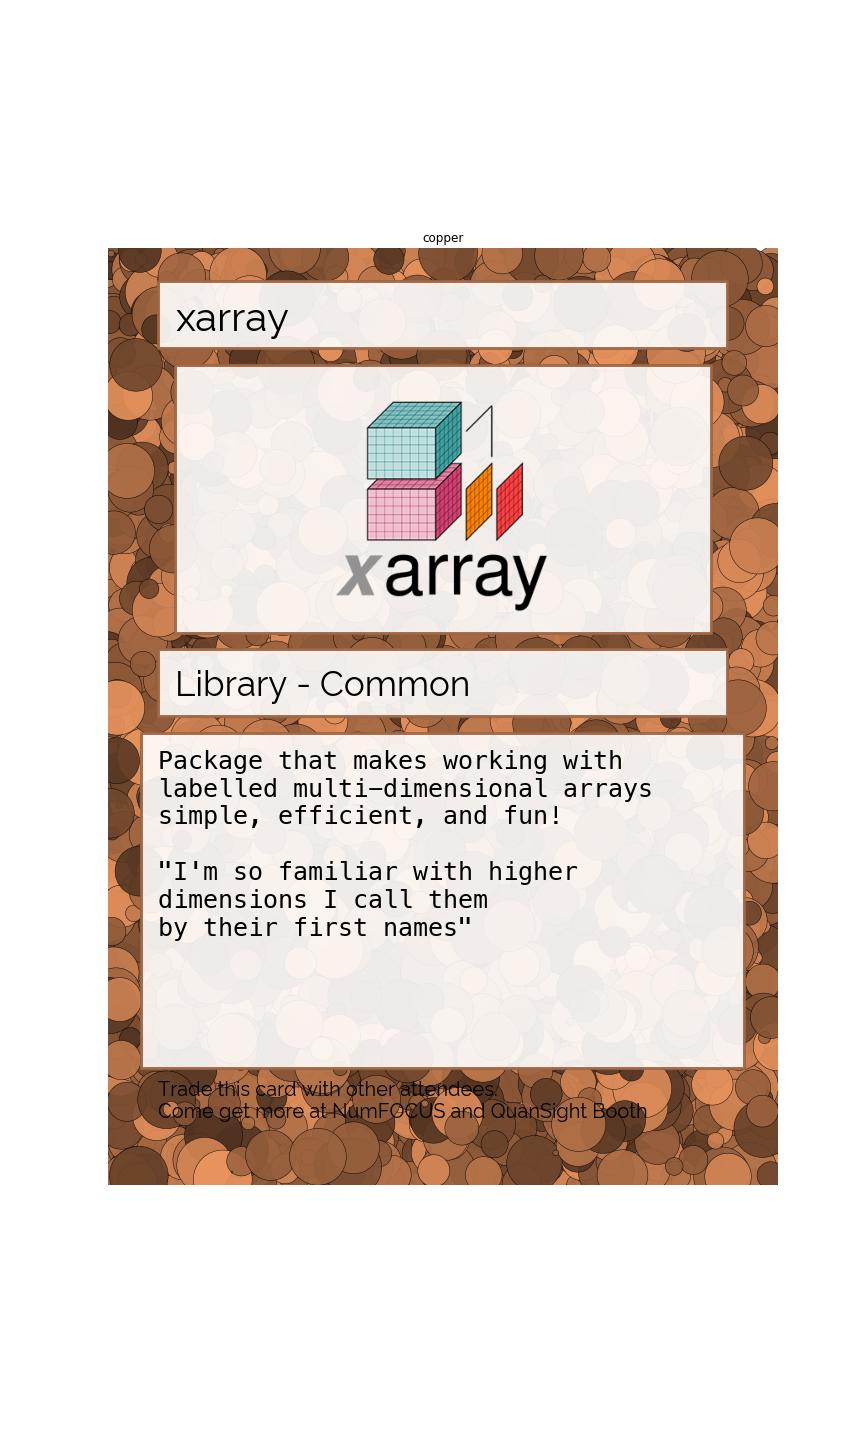 copper
xarray
xarray
Library - Common
Package that makes working with
labelled multi-dimensional arrays
simple, efficient, and fun!
"I'm so familiar with higher
dimensions I call them
by their first names"
Trade this card with other attendees.
Come get more at NumFOCUS and QuanSight Booth